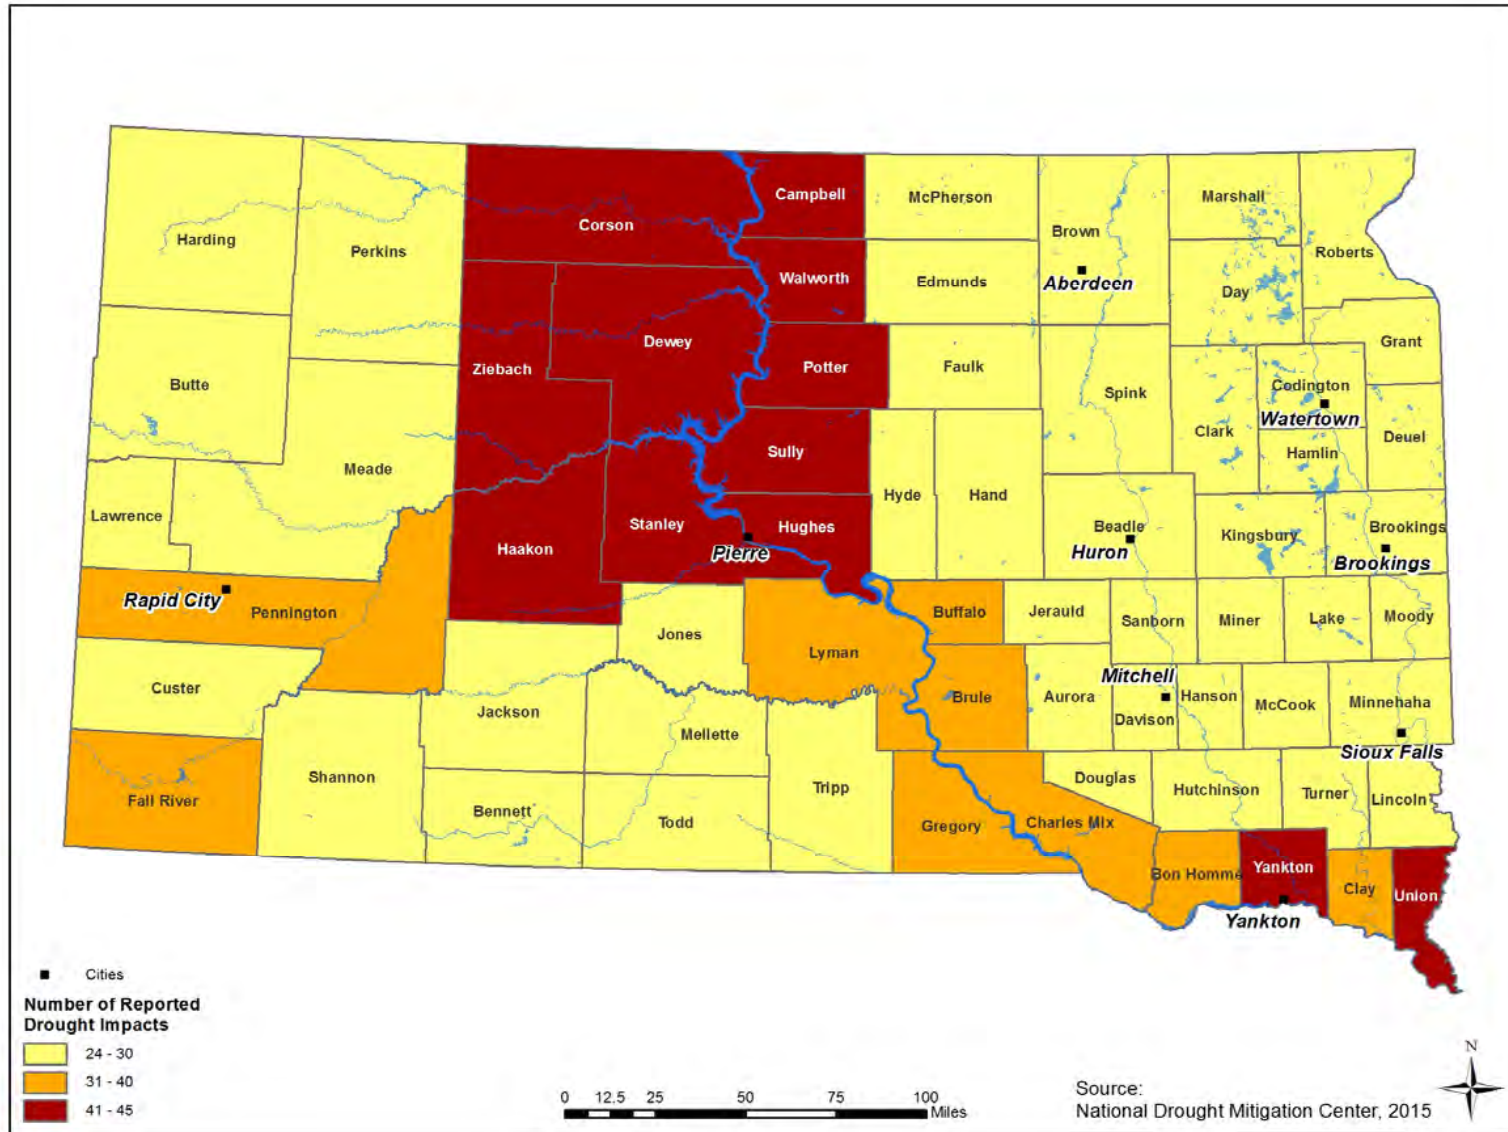 Campbell
McPherson
Marshall
Corson
Brown
Harding
Perkins
Roberts
Walworth
Edmunds
Aberdeen
Day
Dewey
Grant
Ziebach
Potter
Faulk
Butte
Codington
Spink
Watertown
Clark
Deuel
Sully
Hamlin
Meade
Hyde
Hand
Lawrence
Stanley
Hughes
Beadle
Brookings
Kingsbury
Haakon
Pierre
Huron
Brookings
Rapid City
Pennington
Buffalo
Jerauld
Sanborn
Miner
Lake
Moody
Jones
Lyman
Mitchell
Custer
Brule
Aurora
Hanson
McCook
Minnehaha
Jackson
Davison
Mellette
Sioux Falls
Shannon
Douglas
Hutchinson
Turner
Lincoln
Tripp
Fall River
Bennett
Todd
Gregory
Charles Mix
Bon Homme
Yankton
Clay
Union
Yankton
Cities
Number of Reported
Drought Impacts
24 - 30
31 - 40
41 - 45
0 12.5 25 50 75 100
Miles
N
Source:
National Drought Mitigation Center, 2015